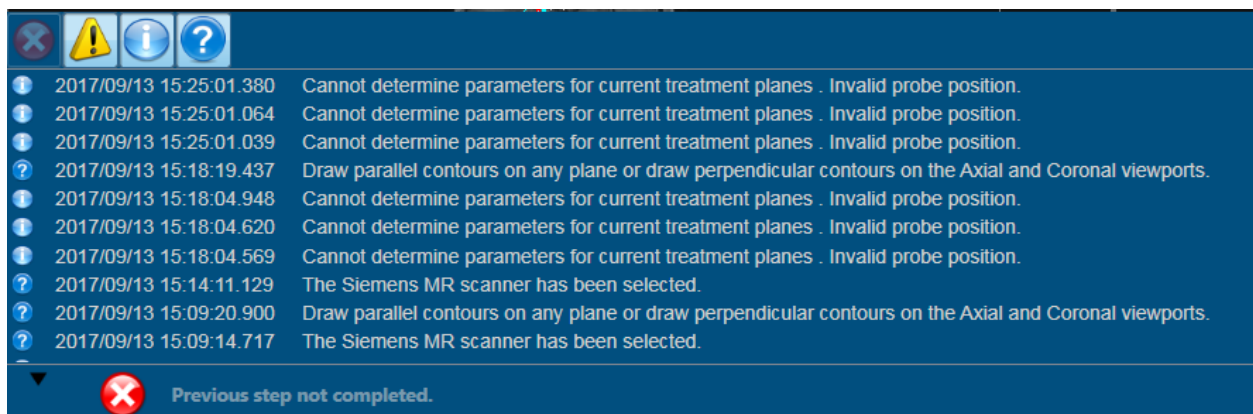 2017/09/13 15:25:01.380 Cannot determine parameters for current treatment planes . Invalid probe position.
2017/09/13 15:25:01.064 Cannot determine parameters for current treatment planes . Invalid probe position.
2017/09/13 15:25:01.039 Cannot determine parameters for current treatment planes . Invalid probe position.
2017/09/13 15:18:19.437 Draw parallel contours on any plane or draw perpendicular contours on the Axial and Coronal viewports.
2017/09/13 15:18:04.948 Cannot determine parameters for current treatment planes . Invalid probe position.
2017/09/13 15:18:04.620 Cannot determine parameters for current treatment planes . Invalid probe position.
2017/09/13 15:18:04.569 Cannot determine parameters for current treatment planes . Invalid probe position.
2017/09/13 15:14:11.129 The Siemens MR scanner has been selected.
2017/09/13 15:09:20.900 Draw parallel contours on any plane or draw perpendicular contours on the Axial and Coronal viewports.
2017/09/13 15:09:14.717 The Siemens MR scanner has been selected.
Previous step not completed.